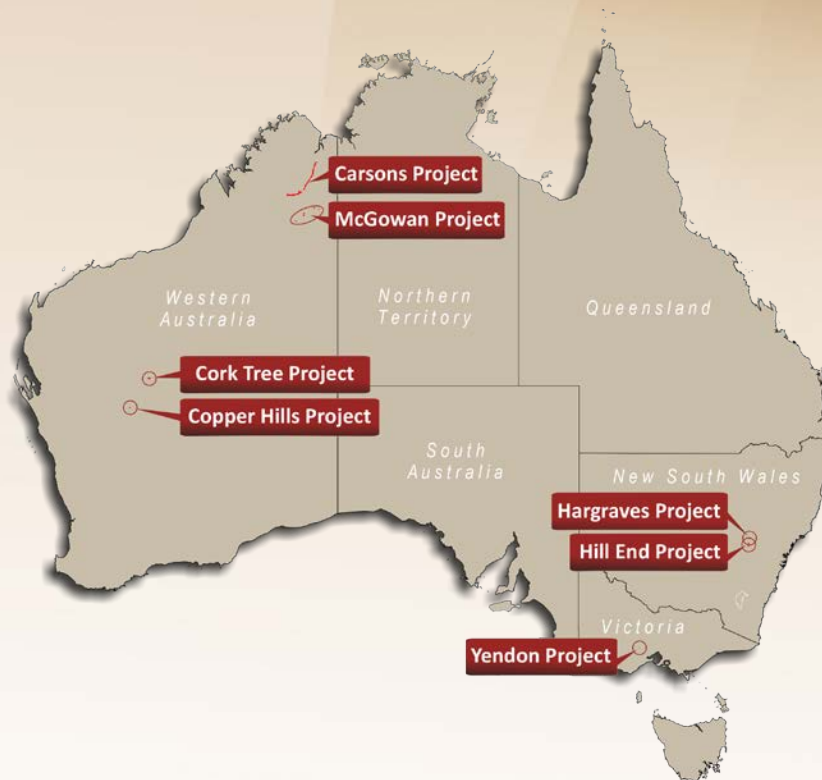 Carsons Project
McGowan Project
Western
Australia
Northern
Territory
Queensland
Cork Tree Project
Copper Hills Project
South
Australia
New South Wales
Hargraves Project
Hill End Project
Victoria
Yendon Project